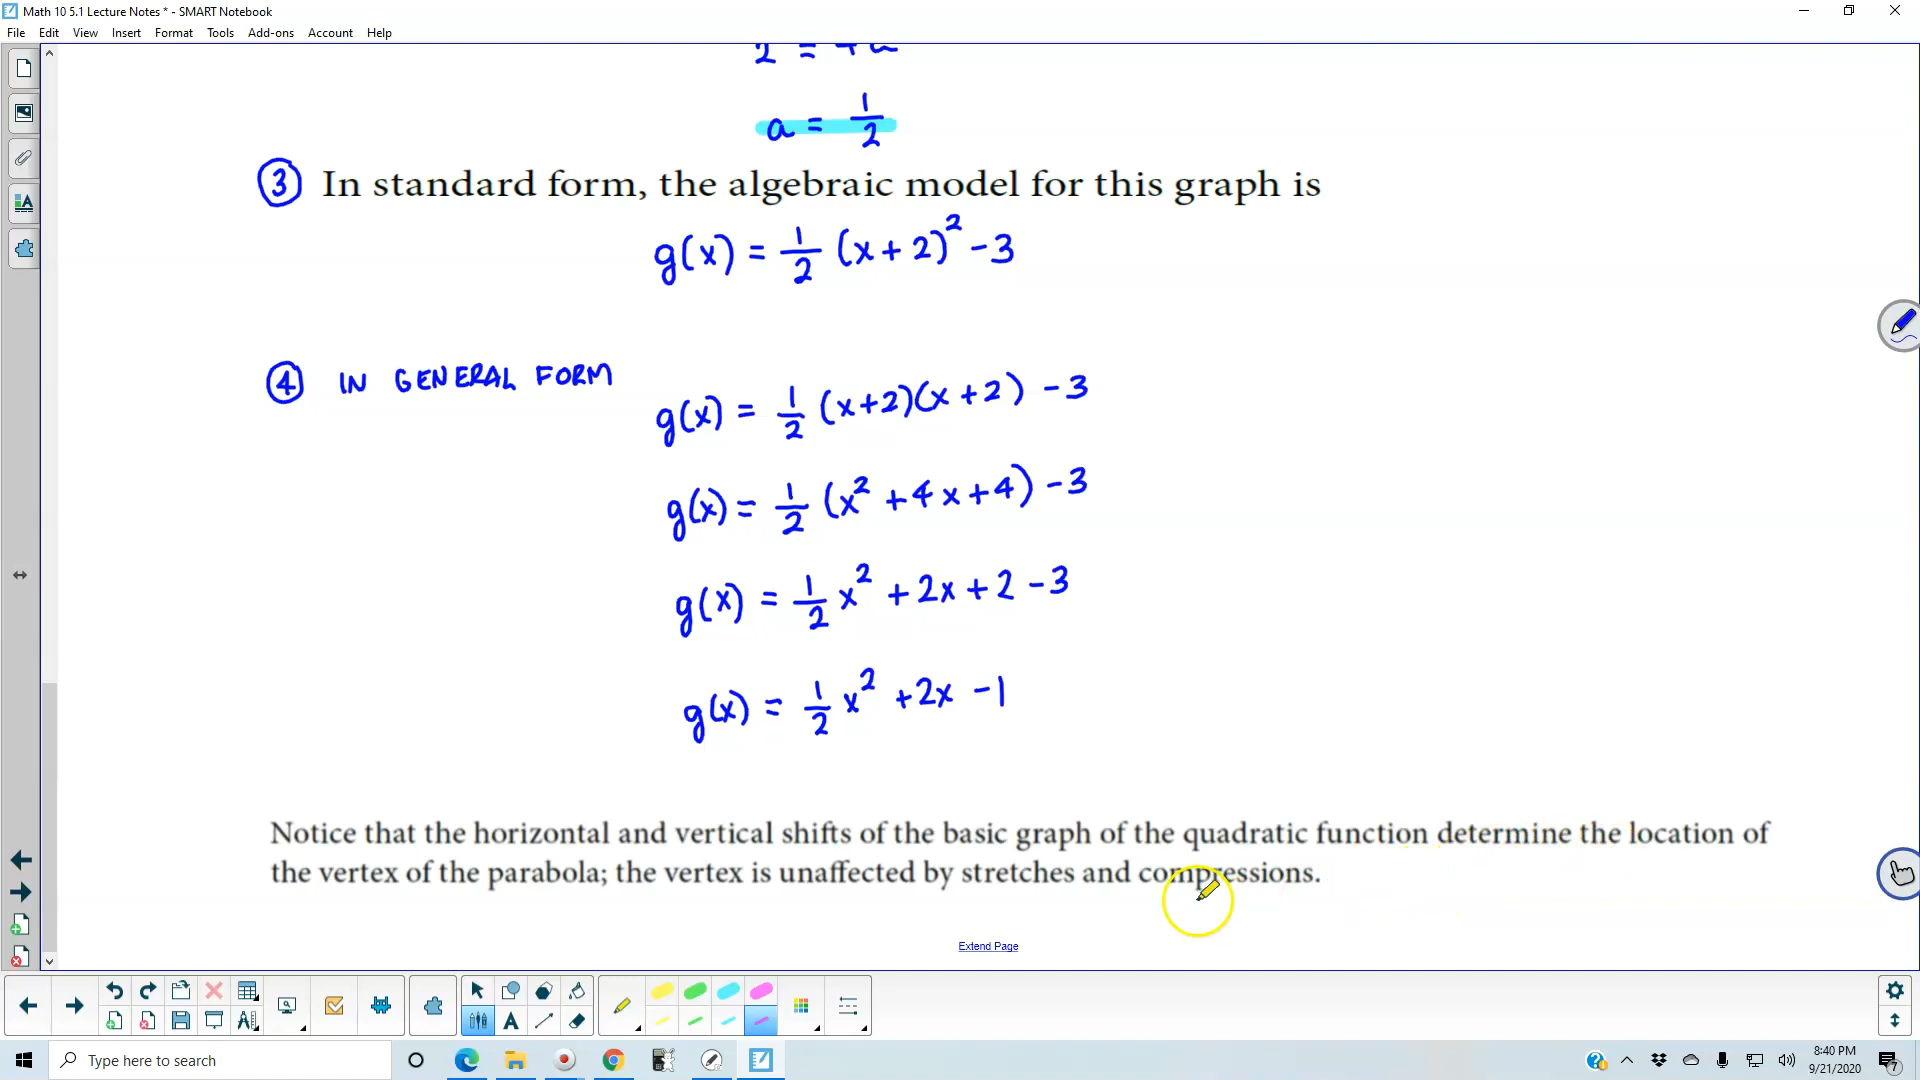 Math 10 5.1 Lecture Notes * - SMART Notebook
File Edit View Insert Format Tools Add-ons Account Help
a = 1/2
③ In standard form, the algebraic model for this graph is
g(x) = 1/2 (x+2)² -3
④ IN GENERAL FORM
g(x) = 1/2 (x+2)(x+2) -3
g(x) = 1/2 (x² +4x+4) -3
g(x) = 1/2 x² +2x+2-3
g(x) = 1/2 x² +2x -1
Notice that the horizontal and vertical shifts of the basic graph of the quadratic function determine the location of
the vertex of the parabola; the vertex is unaffected by stretches and compressions.
Extend Page
Type here to search
8:40 PM
9/21/2020
7